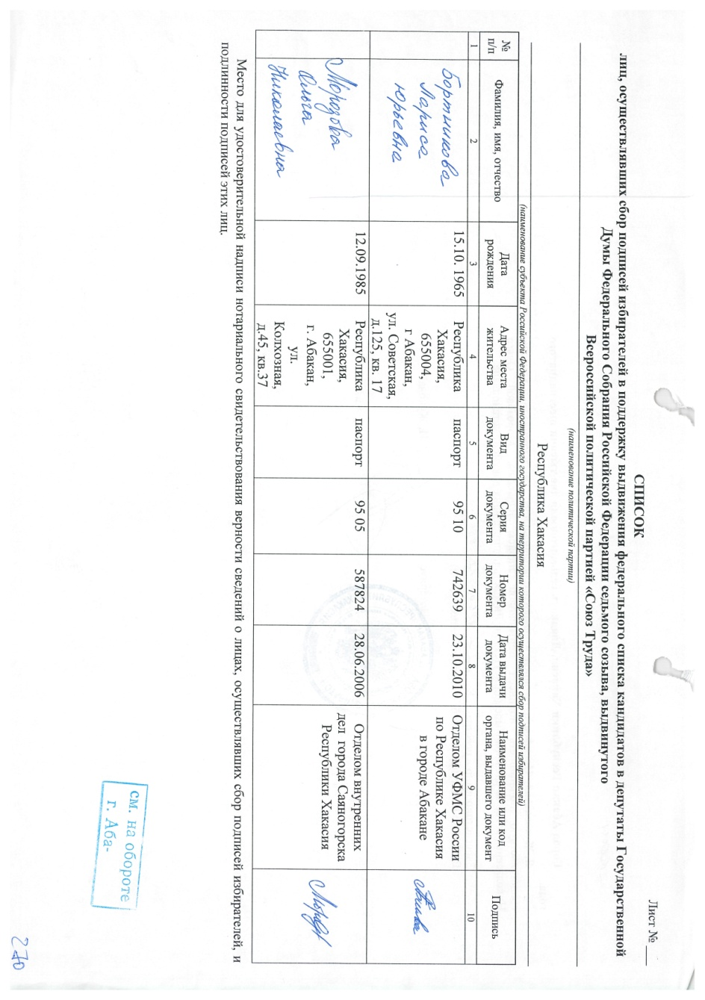 Лист №
СПИСОК
лиц, осуществлявших сбор подписей избирателей в поддержку выдвижения федерального списка кандидатов в депутаты Государственной
Думы Федерального Собрания Российской Федерации седьмого созыва, выдвинутого
Всероссийской политической партией «Союз Труда»
(наименование политической партии)
Республика Хакасия
(наименование субъекта Российской Федерации, иностранного государства, на территории которого осуществлялся сбор подписей избирателей)
№ п/п
Фамилия, имя, отчество
Дата рождения
Адрес места жительства
Вид документа
Серия документа
Номер документа
Дата выдачи документа
Наименование или код органа, выдавшего документ
Подпись
1 2 3 4 5 6 7 8 9 10
Бортникова
Лариса
Юрьевна
15.10. 1965
Республика
Хакасия,
655004,
г Абакан,
ул. Советская,
д.125, кв. 17
паспорт
95 10
742639
23.10.2010
Отделом УФМС России
по Республике Хакасия
в городе Абакане
Морозова
Ольга
Николаевна
12.09.1985
Республика
Хакасия,
655001,
г. Абакан,
ул.
Колхозная,
д.45, кв.37
паспорт
95 05
587824
28.06.2006
Отделом внутренних
дел города Саяногорска
Республики Хакасия
Место для удостоверительной надписи нотариального свидетельствования верности сведений о лицах, осуществлявших сбор подписей избирателей, и
подлинности подписей этих лиц.
см. на обороте
г. Аба-
270